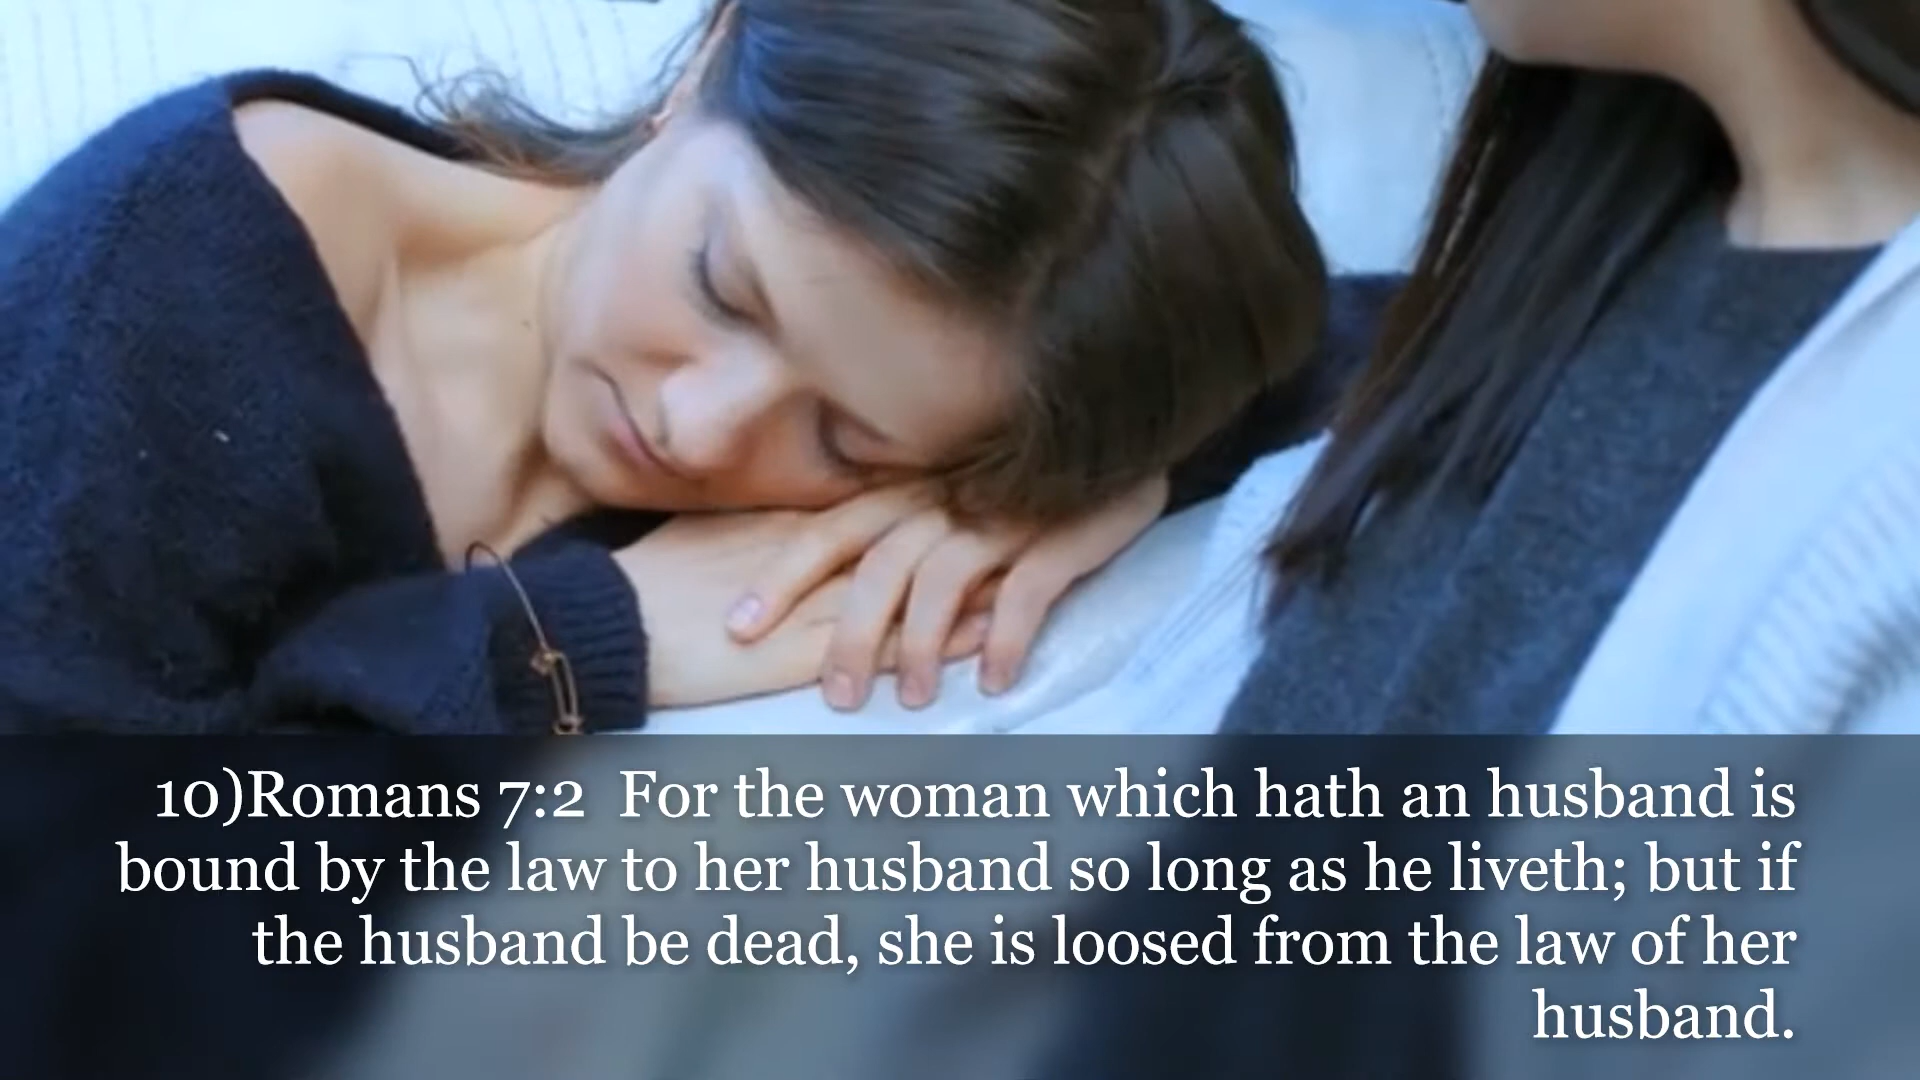 10)Romans 7:2  For the woman which hath an husband is
bound by the law to her husband so long as he liveth; but if
the husband be dead, she is loosed from the law of her
husband.